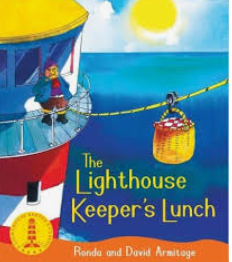 The
Lighthouse
Keeper's Lunch
Ronda and David Armitage